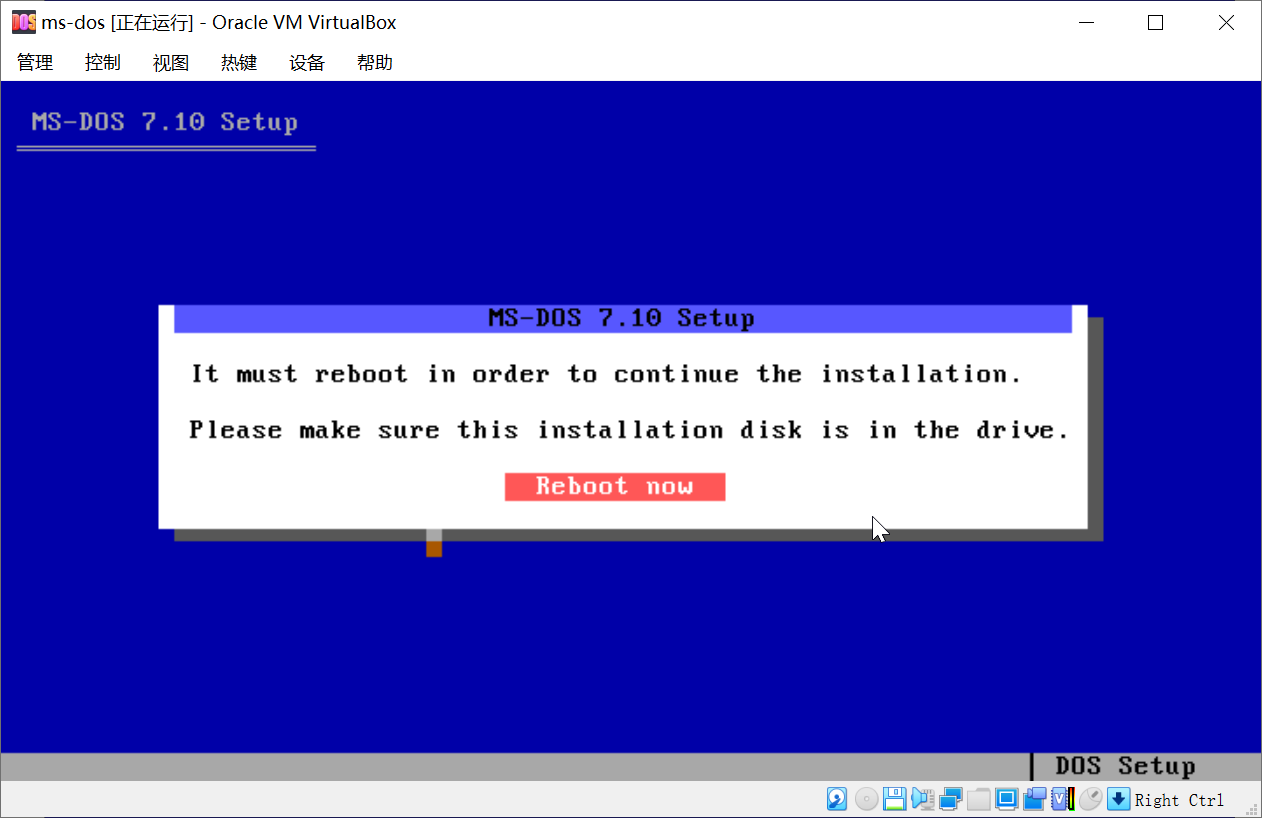 ms-dos [正在运行] - Oracle VM VirtualBox
管理 控制 视图 热键 设备 帮助
MS-DOS 7.10 Setup
MS-DOS 7.10 Setup
It must reboot in order to continue the installation.
Please make sure this installation disk is in the drive.
Reboot now
DOS Setup
Right Ctrl